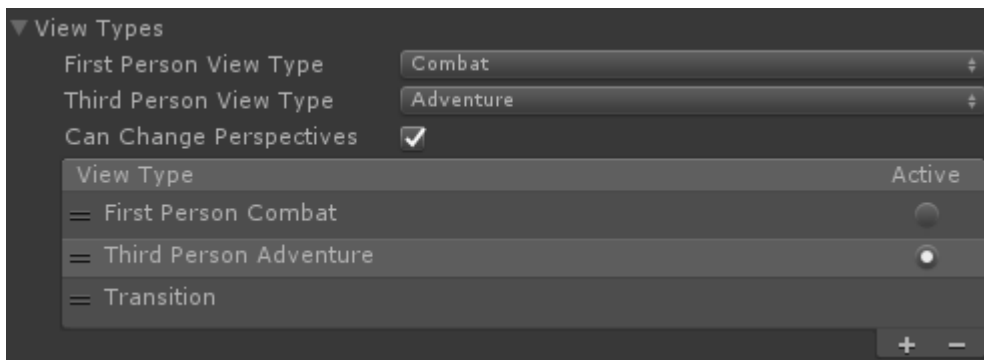 View Types
First Person View Type Combat
Third Person View Type Adventure
Can Change Perspectives
View Type Active
First Person Combat
Third Person Adventure
Transition
+ −